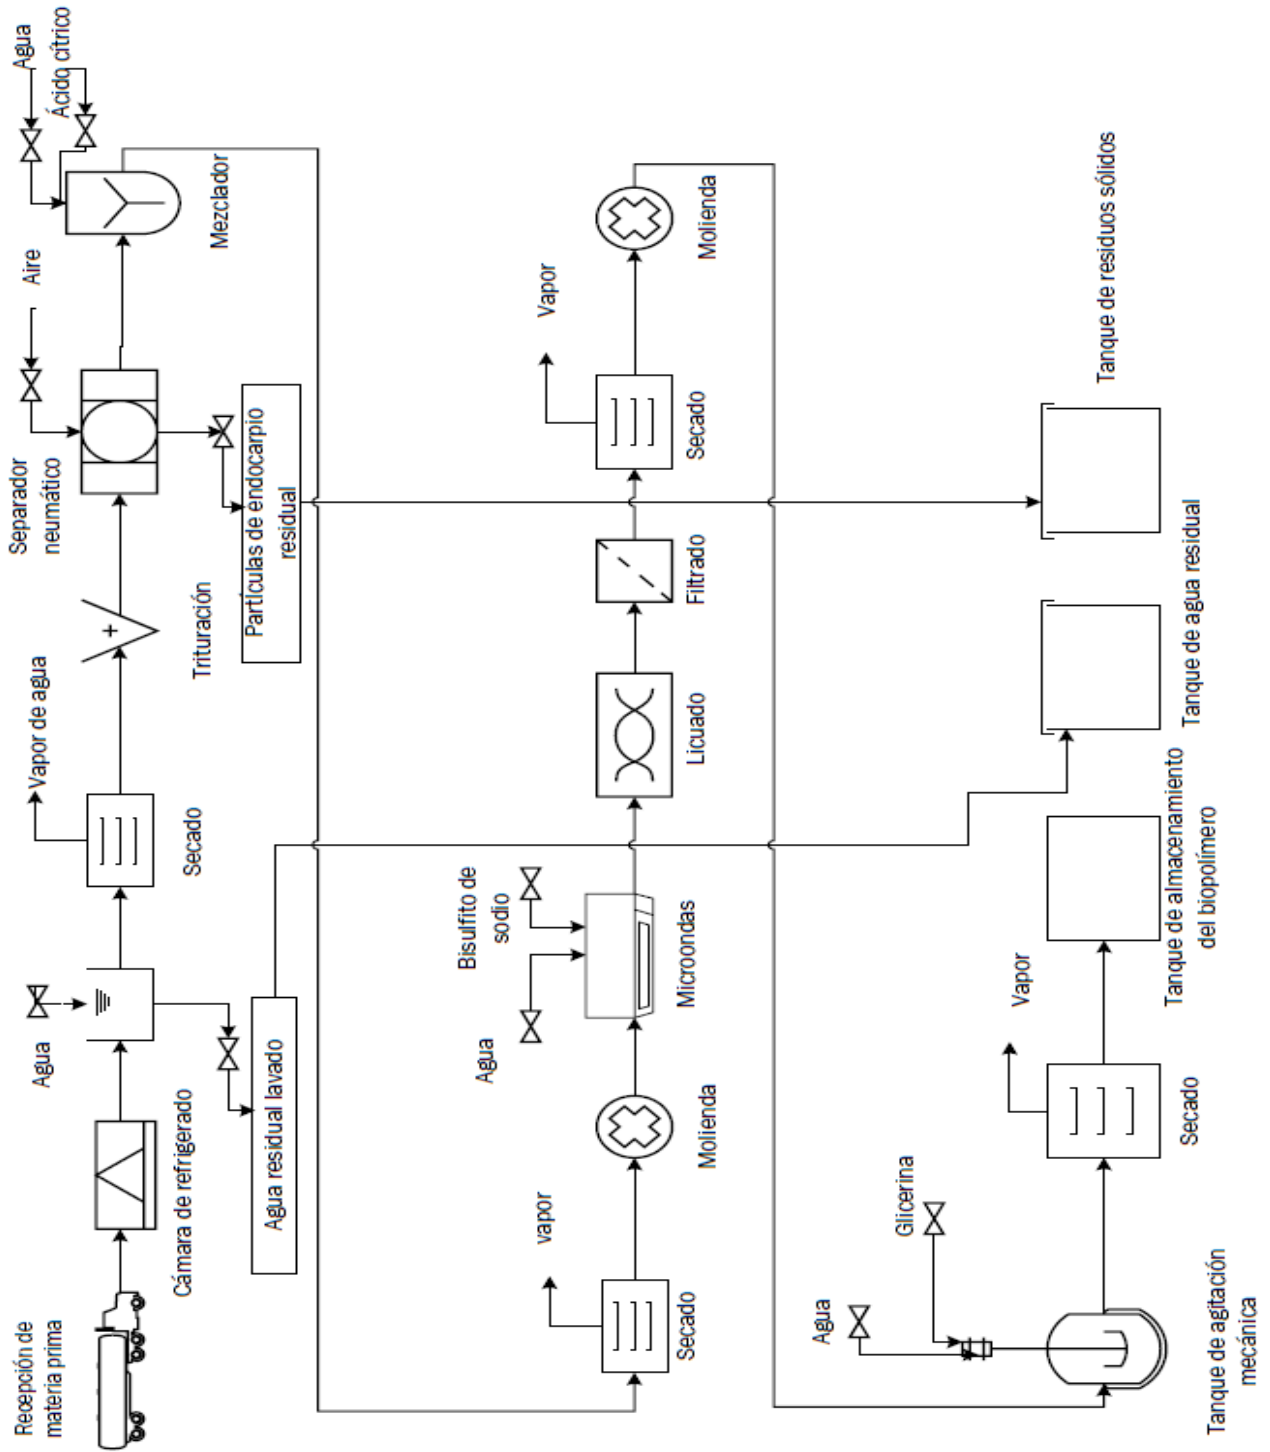 Recepción de
materia prima
Cámara de refrigerado
Agua
Agua residual lavado
Secado
Vapor de agua
Trituración
Separador
neumático
Aire
Partículas de endocarpio
residual
Mezclador
Agua
Ácido cítrico
Secado
vapor
Molienda
Agua
Bisulfito de
sodio
Microondas
Licuado
Filtrado
Secado
Vapor
Molienda
Tanque de agitación
mecánica
Agua
Glicerina
Secado
Vapor
Tanque de almacenamiento
del biopolímero
Tanque de agua residual
Tanque de residuos sólidos